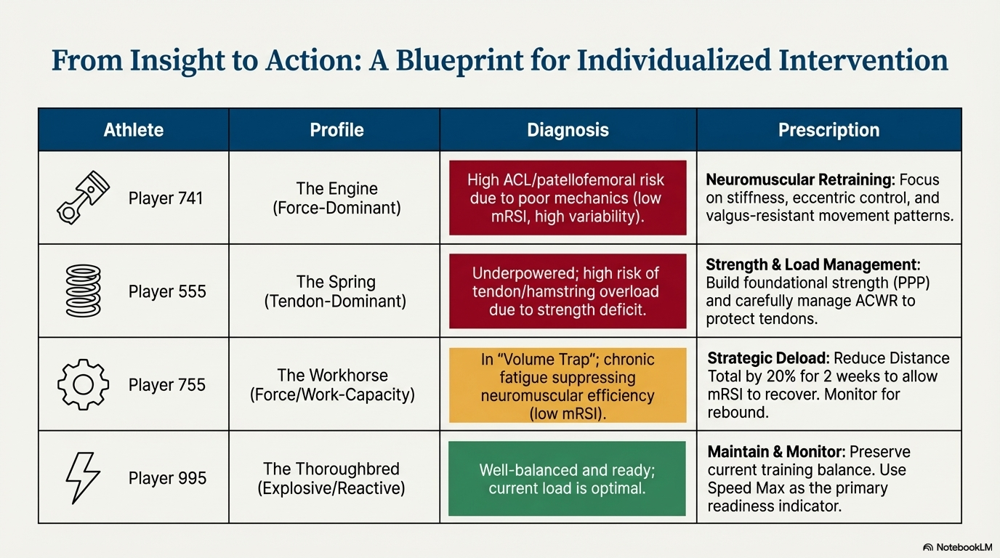 From Insight to Action: A Blueprint for Individualized Intervention
Athlete
Profile
Diagnosis
Prescription
Player 741
The Engine
(Force-Dominant)
High ACL/patellofemoral risk
due to poor mechanics (low
mRSI, high variability).
Neuromuscular Retraining: Focus
on stiffness, eccentric control, and
valgus-resistant movement patterns.
Player 555
The Spring
(Tendon-Dominant)
Underpowered; high risk of
tendon/hamstring overload
due to strength deficit.
Strength & Load Management:
Build foundational strength (PPP)
and carefully manage ACWR to
protect tendons.
Player 755
The Workhorse
(Force/Work-Capacity)
In “Volume Trap”; chronic
fatigue suppressing
neuromuscular efficiency
(low mRSI).
Strategic Deload: Reduce Distance
Total by 20% for 2 weeks to allow
mRSI to recover. Monitor for
rebound.
Player 995
The Thoroughbred
(Explosive/Reactive)
Well-balanced and ready;
current load is optimal.
Maintain & Monitor: Preserve
current training balance. Use
Speed Max as the primary
readiness indicator.
NotebookLM